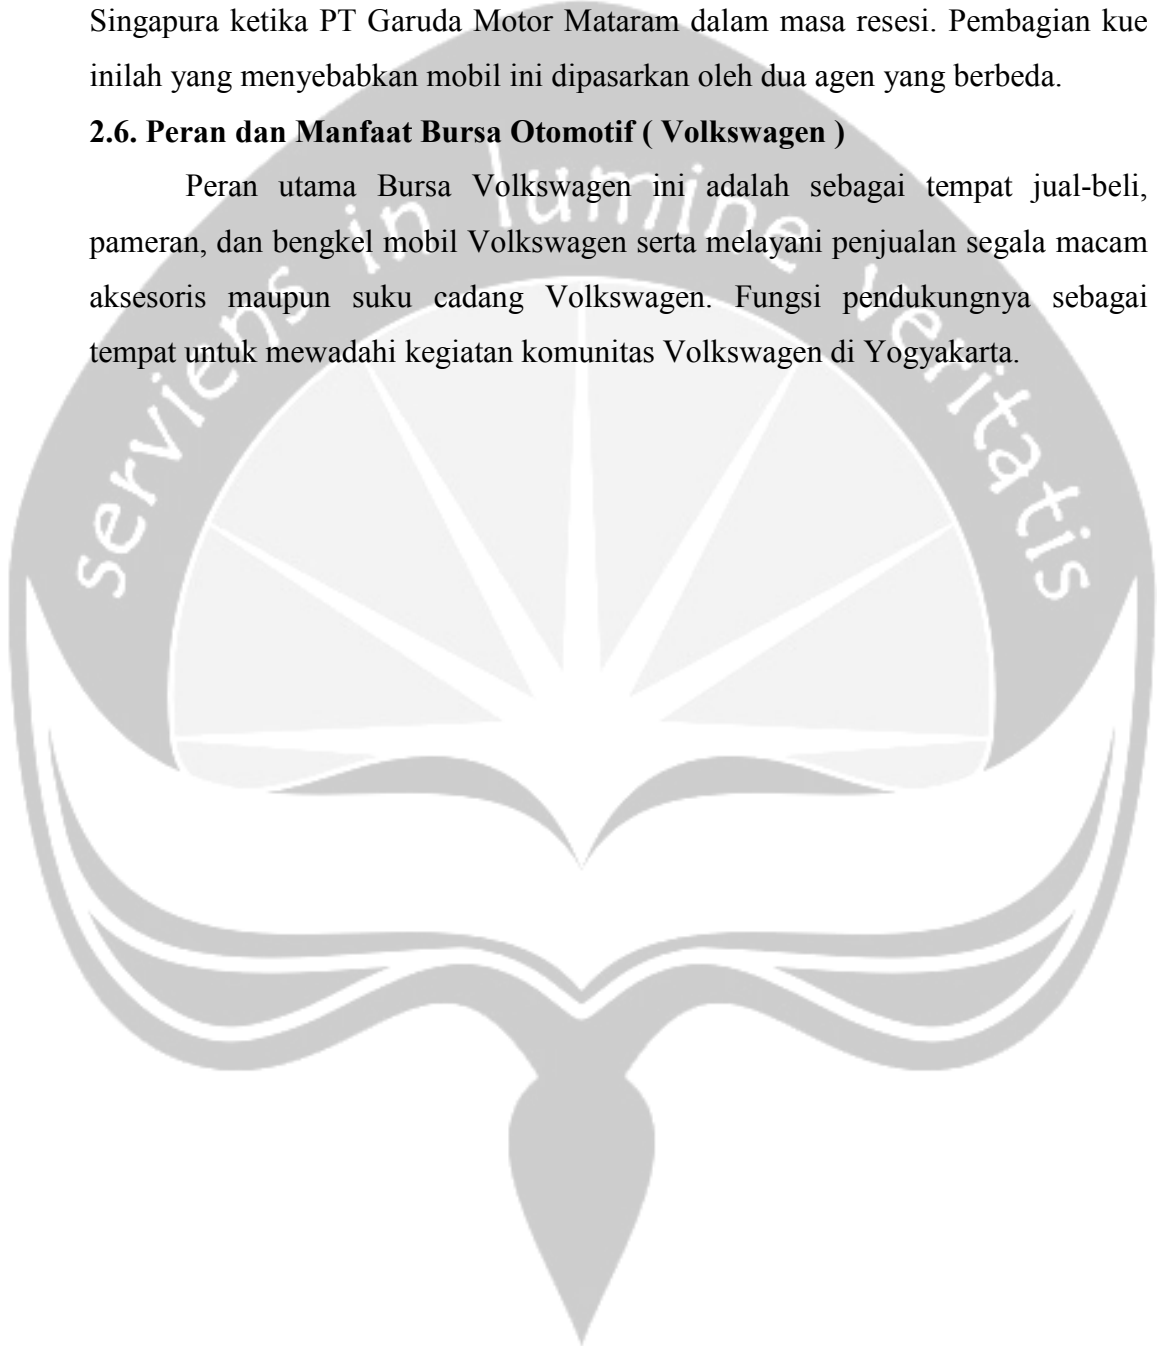 Singapura ketika PT Garuda Motor Mataram dalam masa resesi. Pembagian kue
inilah yang menyebabkan mobil ini dipasarkan oleh dua agen yang berbeda.
2.6. Peran dan Manfaat Bursa Otomotif ( Volkswagen )
Peran utama Bursa Volkswagen ini adalah sebagai tempat jual-beli,
pameran, dan bengkel mobil Volkswagen serta melayani penjualan segala macam
aksesoris maupun suku cadang Volkswagen. Fungsi pendukungnya sebagai
tempat untuk mewadahi kegiatan komunitas Volkswagen di Yogyakarta.
serviens in lumine veritatis